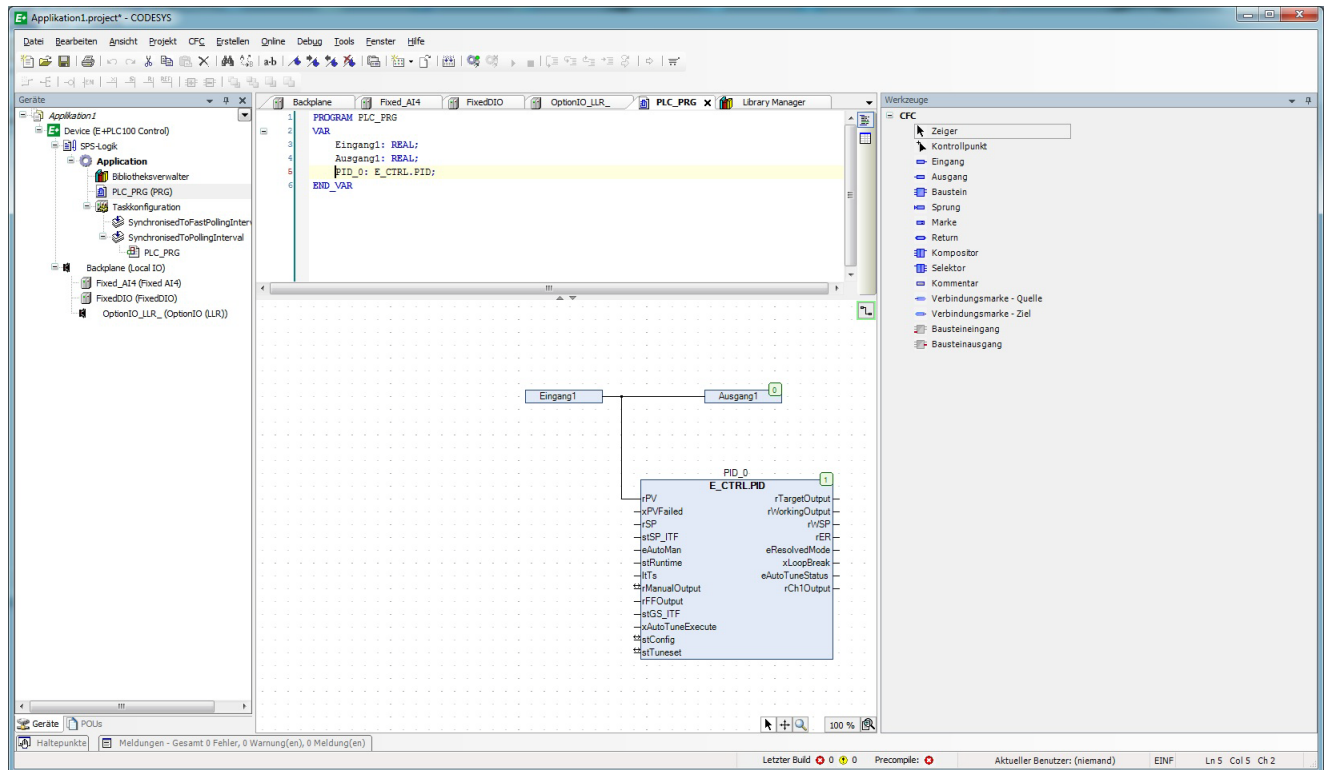 Applikation1.project* - CODESYS
Datei Bearbeiten Ansicht Projekt CFC Erstellen Online Debug Tools Fenster Hilfe
Geräte
Applikation1
Device (E+PLC100 Control)
SPS-Logik
Application
Bibliotheksverwalter
PLC_PRG (PRG)
Taskkonfiguration
SynchronisedToFastPollingInterv
SynchronisedToPollingInterval
PLC_PRG
Backplane (Local IO)
Fixed_AI4 (Fixed AI4)
FixedDIO (FixedDIO)
OptionIO_LLR_ (OptionIO (LLR))
Geräte POUs
Backplane Fixed_AI4 FixedDIO OptionIO_LLR_ PLC_PRG Library Manager
1 PROGRAM PLC_PRG
2 VAR
3 Eingang1: REAL;
4 Ausgang1: REAL;
5 PID_0: E_CTRL.PID;
6 END_VAR
Eingang1 Ausgang1 0
PID_0
E_CTRL.PID 1
rPV rTargetOutput
xPVFailed rWorkingOutput
rSP rWSP
stSP_ITF rER
eAutoMan eResolvedMode
stRuntime xLoopBreak
ltTs eAutoTuneStatus
rManualOutput rCh1Output
rFFOutput
stGS_ITF
xAutoTuneExecute
stConfig
stTuneset
100 %
Werkzeuge
CFC
Zeiger
Kontrollpunkt
Eingang
Ausgang
Baustein
Sprung
Marke
Return
Kompositor
Selektor
Kommentar
Verbindungsmarke - Quelle
Verbindungsmarke - Ziel
Bausteineingang
Bausteinausgang
Haltepunkte Meldungen - Gesamt 0 Fehler, 0 Warnung(en), 0 Meldung(en)
Letzter Build 0 0 Precompile: Aktueller Benutzer: (niemand) EINF Ln 5 Col 5 Ch 2